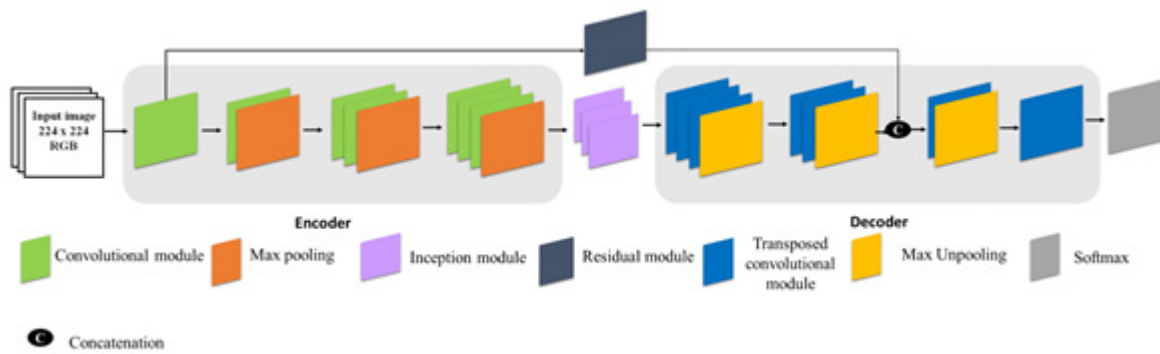 Input image
224 x 224
RGB
C
Encoder
Decoder
Convolutional module
Max pooling
Inception module
Residual module
Transposed
convolutional
module
Max Unpooling
Softmax
C
Concatenation